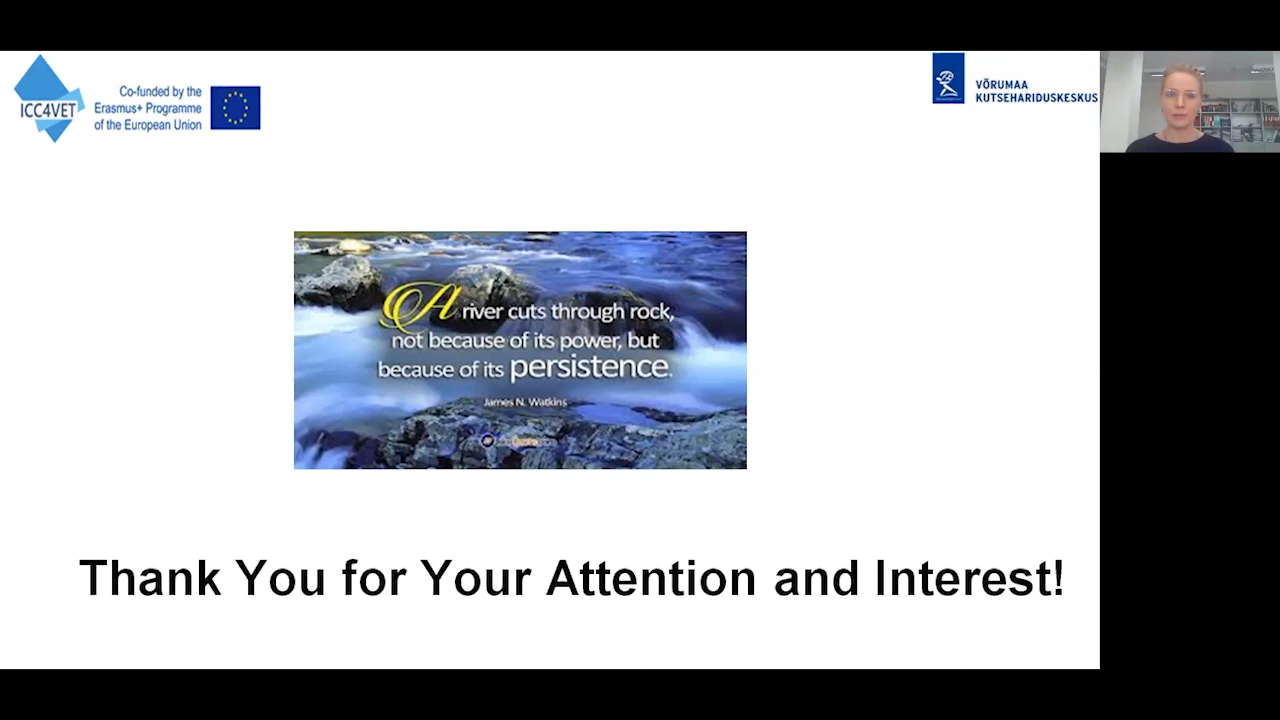 ICC4VET
Co-funded by the
Erasmus+ Programme
of the European Union
VÕRUMAA
KUTSEHARIDUSKESKUS
A river cuts through rock,
not because of its power, but
because of its persistence.
James N. Watkins
Thank You for Your Attention and Interest!